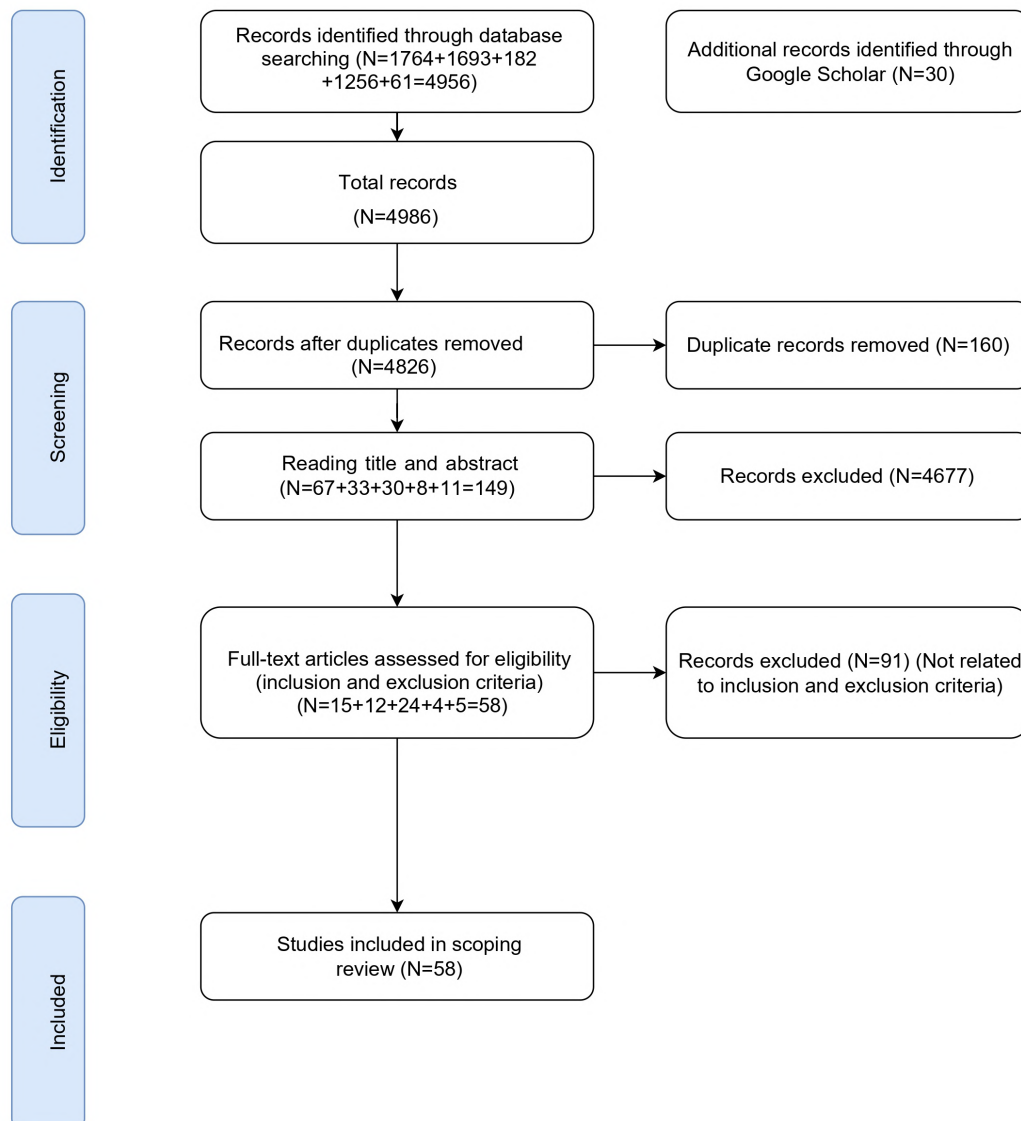 Identification
Records identified through database
searching (N=1764+1693+182
+1256+61=4956)
Additional records identified through
Google Scholar (N=30)
Total records
(N=4986)
Screening
Records after duplicates removed
(N=4826)
Duplicate records removed (N=160)
Reading title and abstract
(N=67+33+30+8+11=149)
Records excluded (N=4677)
Eligibility
Full-text articles assessed for eligibility
(inclusion and exclusion criteria)
(N=15+12+24+4+5=58)
Records excluded (N=91) (Not related
to inclusion and exclusion criteria)
Included
Studies included in scoping
review (N=58)